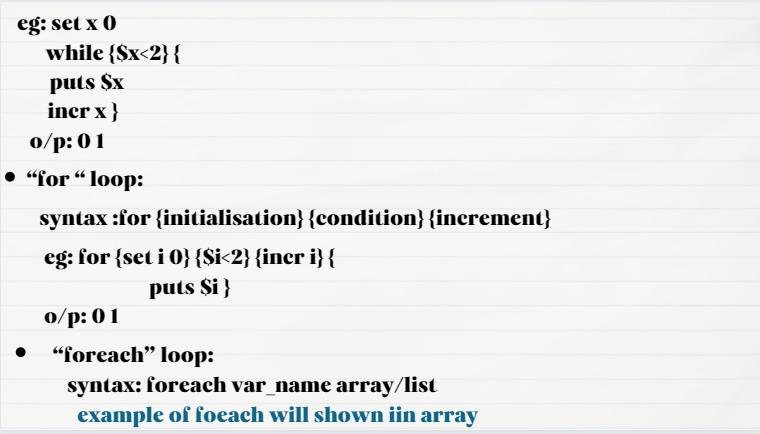 eg: set x 0
while {$x<2} {
puts $x
incr x }
o/p: 0 1
• “for “ loop:
syntax :for {initialisation} {condition} {increment}
eg: for {set i 0} {$i<2} {incr i} {
puts $i }
o/p: 0 1
• “foreach” loop:
syntax: foreach var_name array/list
example of foeach will shown iin array